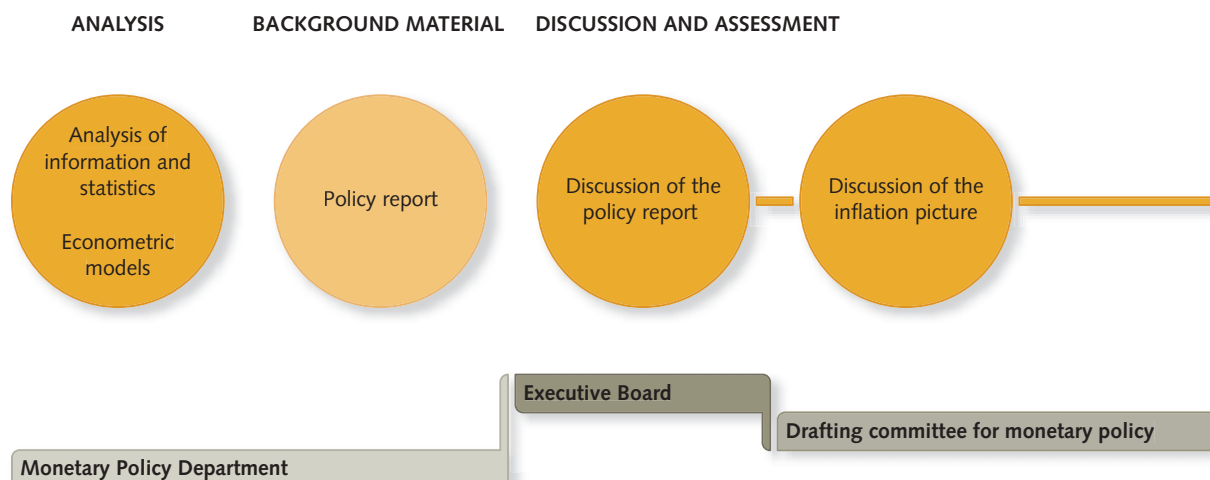 ANALYSIS
BACKGROUND MATERIAL
DISCUSSION AND ASSESSMENT
Analysis of
information and
statistics
Econometric
models
Policy report
Discussion of the
policy report
Discussion of the
inflation picture
Executive Board
Drafting committee for monetary policy
Monetary Policy Department